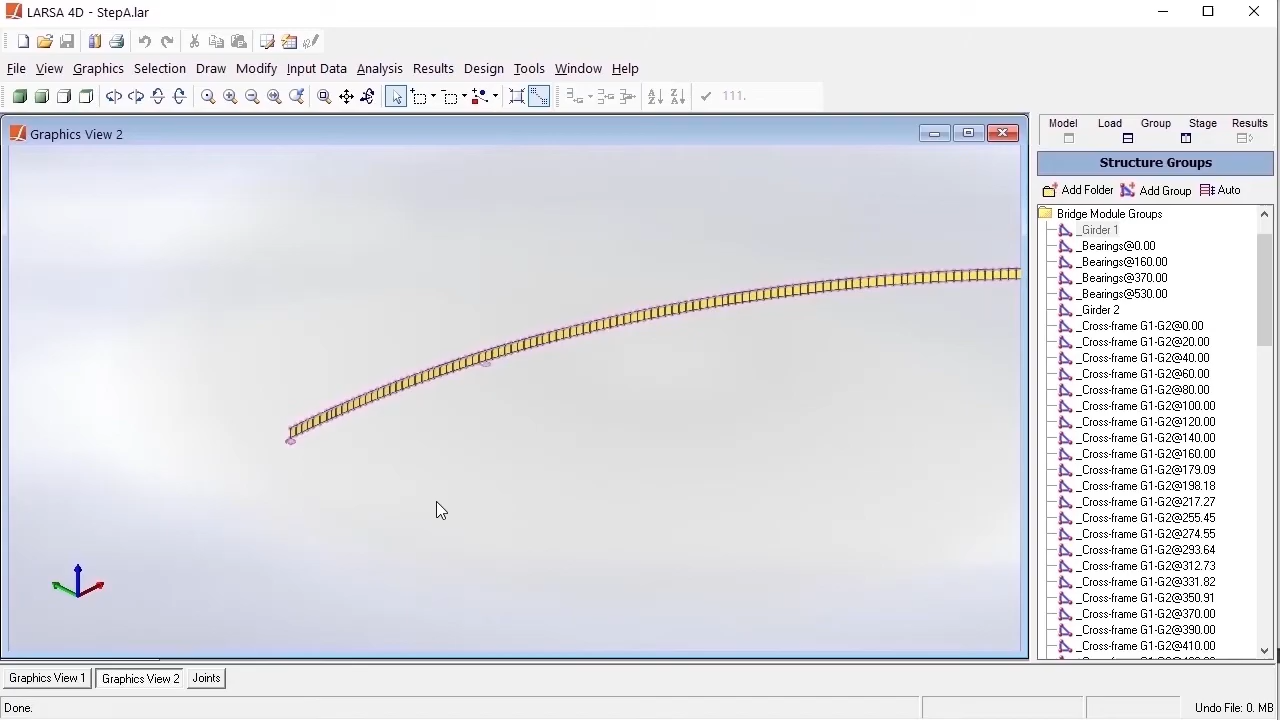 LARSA 4D - StepA.lar
File View Graphics Selection Draw Modify Input Data Analysis Results Design Tools Window Help
111.
Graphics View 2
Model Load Group Stage Results
Structure Groups
Add Folder Add Group Auto
Bridge Module Groups
_Girder 1
_Bearings@0.00
_Bearings@160.00
_Bearings@370.00
_Bearings@530.00
_Girder 2
_Cross-frame G1-G2@0.00
_Cross-frame G1-G2@20.00
_Cross-frame G1-G2@40.00
_Cross-frame G1-G2@60.00
_Cross-frame G1-G2@80.00
_Cross-frame G1-G2@100.00
_Cross-frame G1-G2@120.00
_Cross-frame G1-G2@140.00
_Cross-frame G1-G2@160.00
_Cross-frame G1-G2@179.09
_Cross-frame G1-G2@198.18
_Cross-frame G1-G2@217.27
_Cross-frame G1-G2@255.45
_Cross-frame G1-G2@274.55
_Cross-frame G1-G2@293.64
_Cross-frame G1-G2@312.73
_Cross-frame G1-G2@331.82
_Cross-frame G1-G2@350.91
_Cross-frame G1-G2@370.00
_Cross-frame G1-G2@390.00
_Cross-frame G1-G2@410.00
Graphics View 1 Graphics View 2 Joints
Done. Undo File: 0. MB